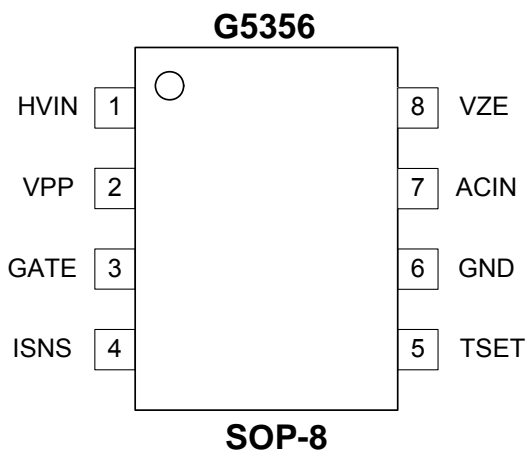 G5356
HVIN 1 8 VZE
VPP 2 7 ACIN
GATE 3 6 GND
ISNS 4 5 TSET
SOP-8